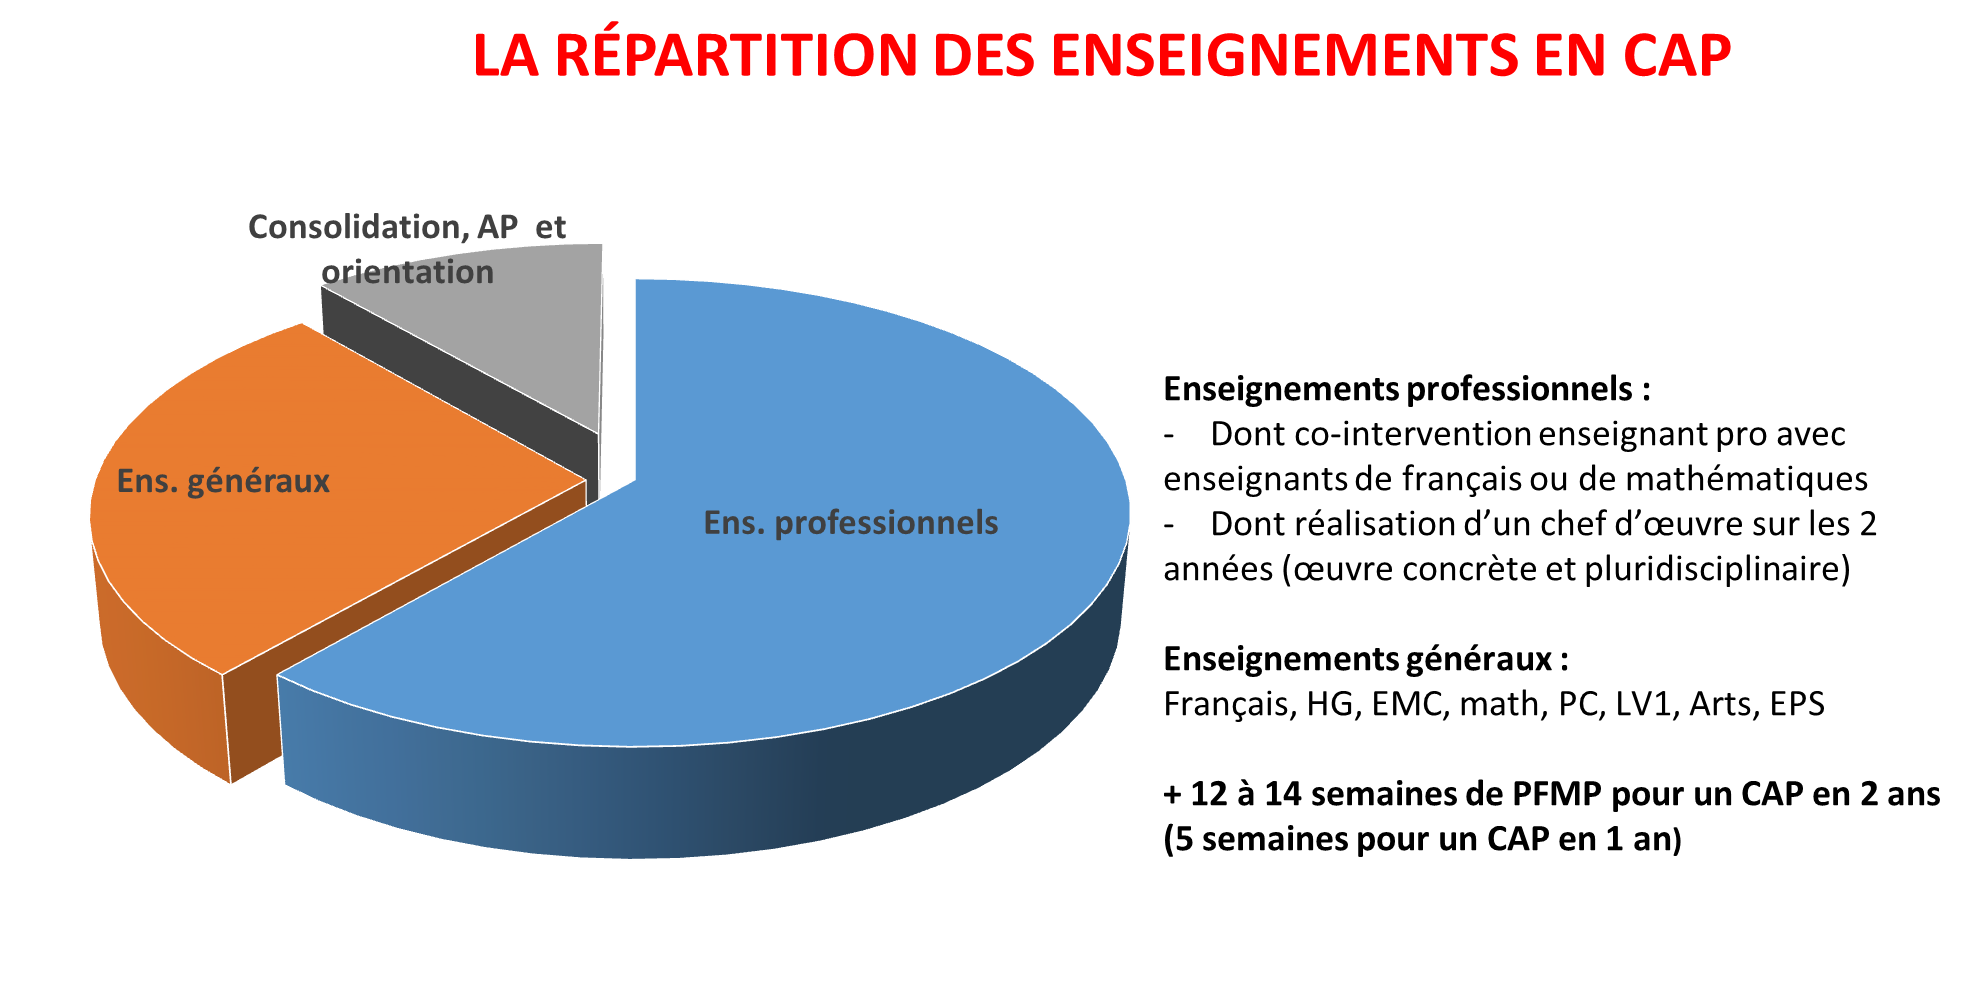 LA RÉPARTITION DES ENSEIGNEMENTS EN CAP
Consolidation, AP et
orientation
Ens. généraux
Ens. professionnels
Enseignements professionnels :
- Dont co-intervention enseignant pro avec
enseignants de français ou de mathématiques
- Dont réalisation d’un chef d’œuvre sur les 2
années (œuvre concrète et pluridisciplinaire)
Enseignements généraux :
Français, HG, EMC, math, PC, LV1, Arts, EPS
+ 12 à 14 semaines de PFMP pour un CAP en 2 ans
(5 semaines pour un CAP en 1 an)